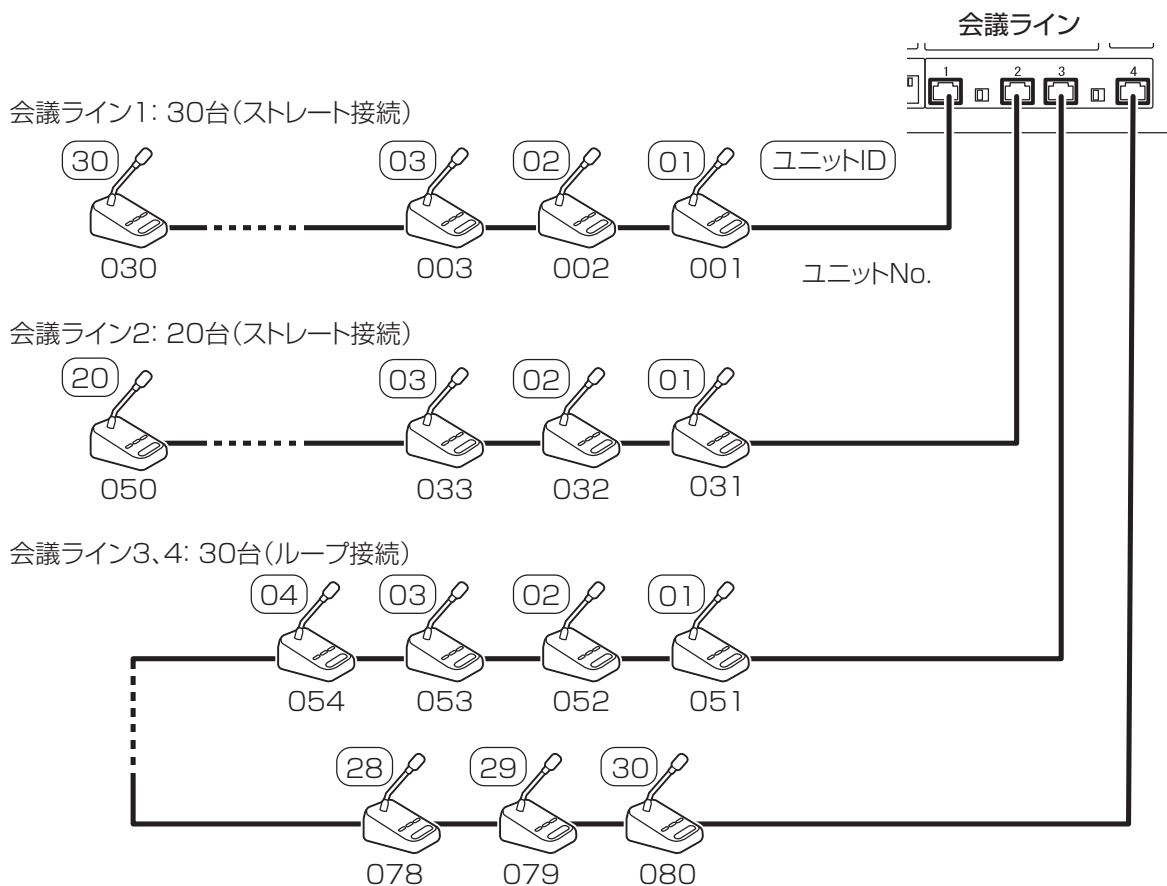 会議ライン
1 2 3 4
会議ライン1: 30台(ストレート接続)
30 03 02 01 ユニットID
030 003 002 001 ユニットNo.
会議ライン2: 20台(ストレート接続)
20 03 02 01
050 033 032 031
会議ライン3、4: 30台(ループ接続)
04 03 02 01
054 053 052 051
28 29 30
078 079 080